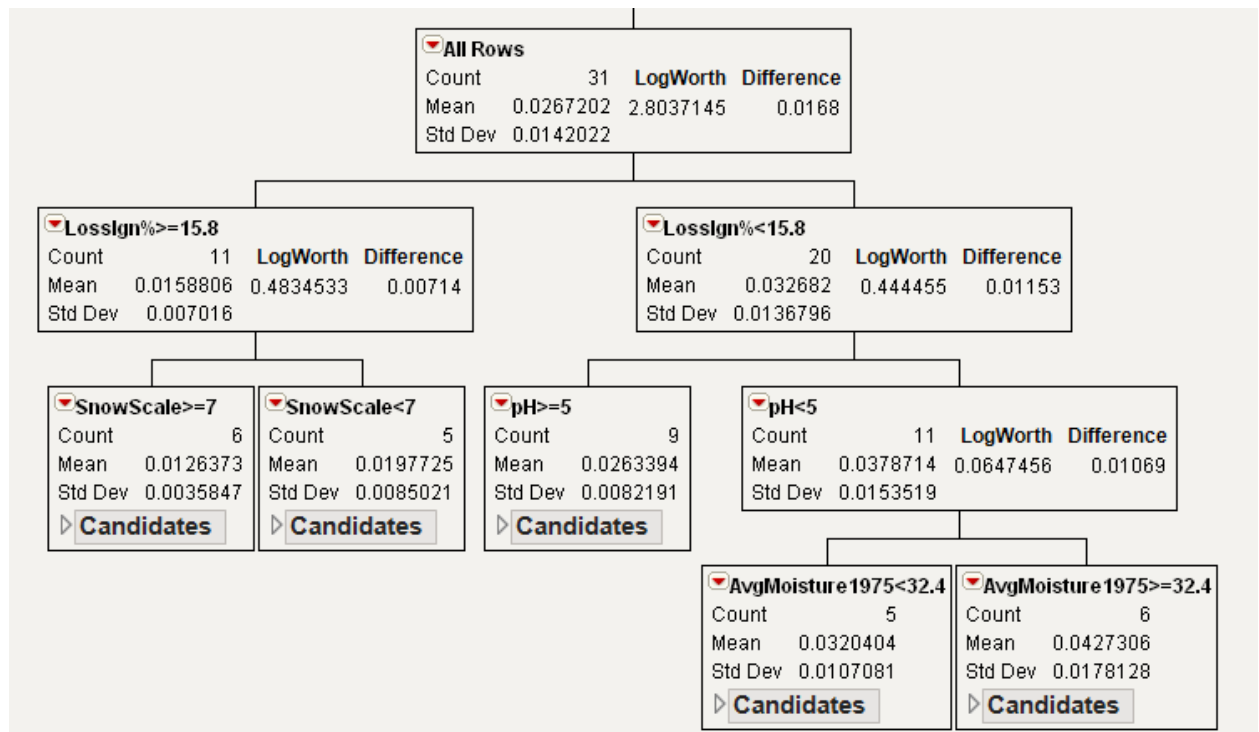 All Rows
Count 31 LogWorth Difference
Mean 0.0267202 2.8037145 0.0168
Std Dev 0.0142022
LossIgn%>=15.8
Count 11 LogWorth Difference
Mean 0.0158806 0.4834533 0.00714
Std Dev 0.007016
LossIgn%<15.8
Count 20 LogWorth Difference
Mean 0.032682 0.444455 0.01153
Std Dev 0.0136796
SnowScale>=7
Count 6
Mean 0.0126373
Std Dev 0.0035847
Candidates
SnowScale<7
Count 5
Mean 0.0197725
Std Dev 0.0085021
Candidates
pH>=5
Count 9
Mean 0.0263394
Std Dev 0.0082191
Candidates
pH<5
Count 11 LogWorth Difference
Mean 0.0378714 0.0647456 0.01069
Std Dev 0.0153519
AvgMoisture1975<32.4
Count 5
Mean 0.0320404
Std Dev 0.0107081
Candidates
AvgMoisture1975>=32.4
Count 6
Mean 0.0427306
Std Dev 0.0178128
Candidates